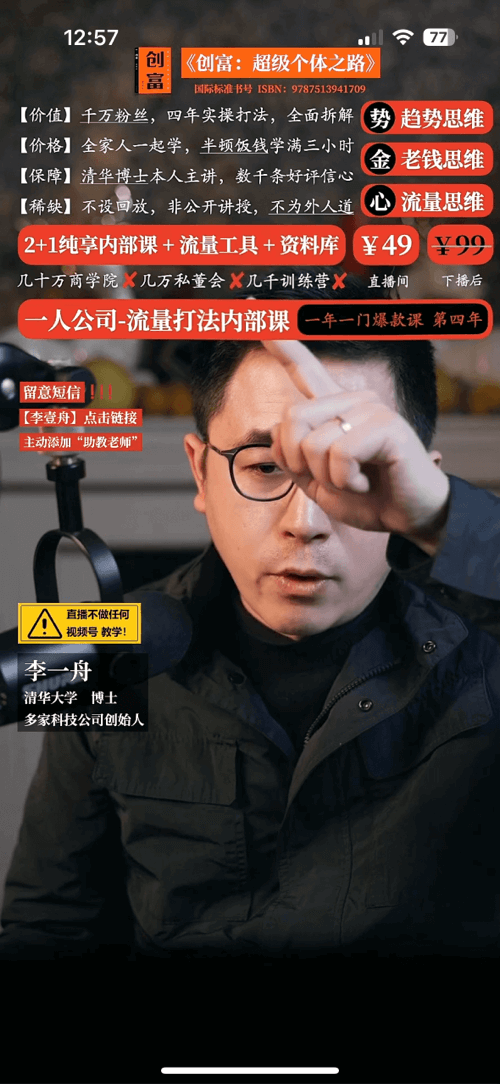 12:57
77
创富
《创富：超级个体之路》
国际标准书号 ISBN：9787513941709
【价值】千万粉丝，四年实操打法，全面拆解
势 趋势思维
【价格】全家人一起学，半顿饭钱学满三小时
金 老钱思维
【保障】清华博士本人主讲，数千条好评信心
心 流量思维
【稀缺】不设回放，非公开讲授，不为外人道
2+1纯享内部课 + 流量工具 + 资料库
￥49
￥99
几十万商学院✘几万私董会✘几千训练营✘
直播间
下播后
一人公司-流量打法内部课
一年一门爆款课 第四年
留意短信❗❗❗
【李壹舟】点击链接
主动添加“助教老师”
直播不做任何
视频号 教学！
李一舟
清华大学 博士
多家科技公司创始人